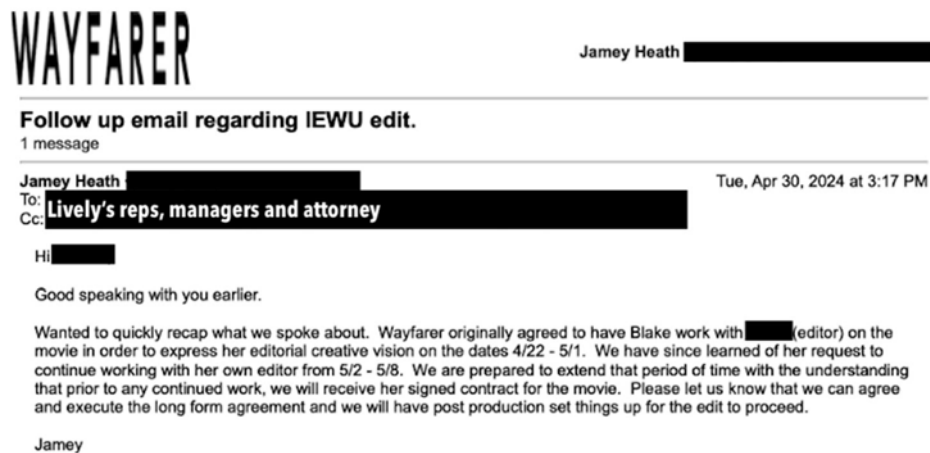 WAYFARER
Jamey Heath
Follow up email regarding IEWU edit.
1 message
Jamey Heath
Tue, Apr 30, 2024 at 3:17 PM
To:
Lively's reps, managers and attorney
Cc:
Hi
Good speaking with you earlier.
Wanted to quickly recap what we spoke about. Wayfarer originally agreed to have Blake work with (editor) on the
movie in order to express her editorial creative vision on the dates 4/22 - 5/1. We have since learned of her request to
continue working with her own editor from 5/2 - 5/8. We are prepared to extend that period of time with the understanding
that prior to any continued work, we will receive her signed contract for the movie. Please let us know that we can agree
and execute the long form agreement and we will have post production set things up for the edit to proceed.
Jamey